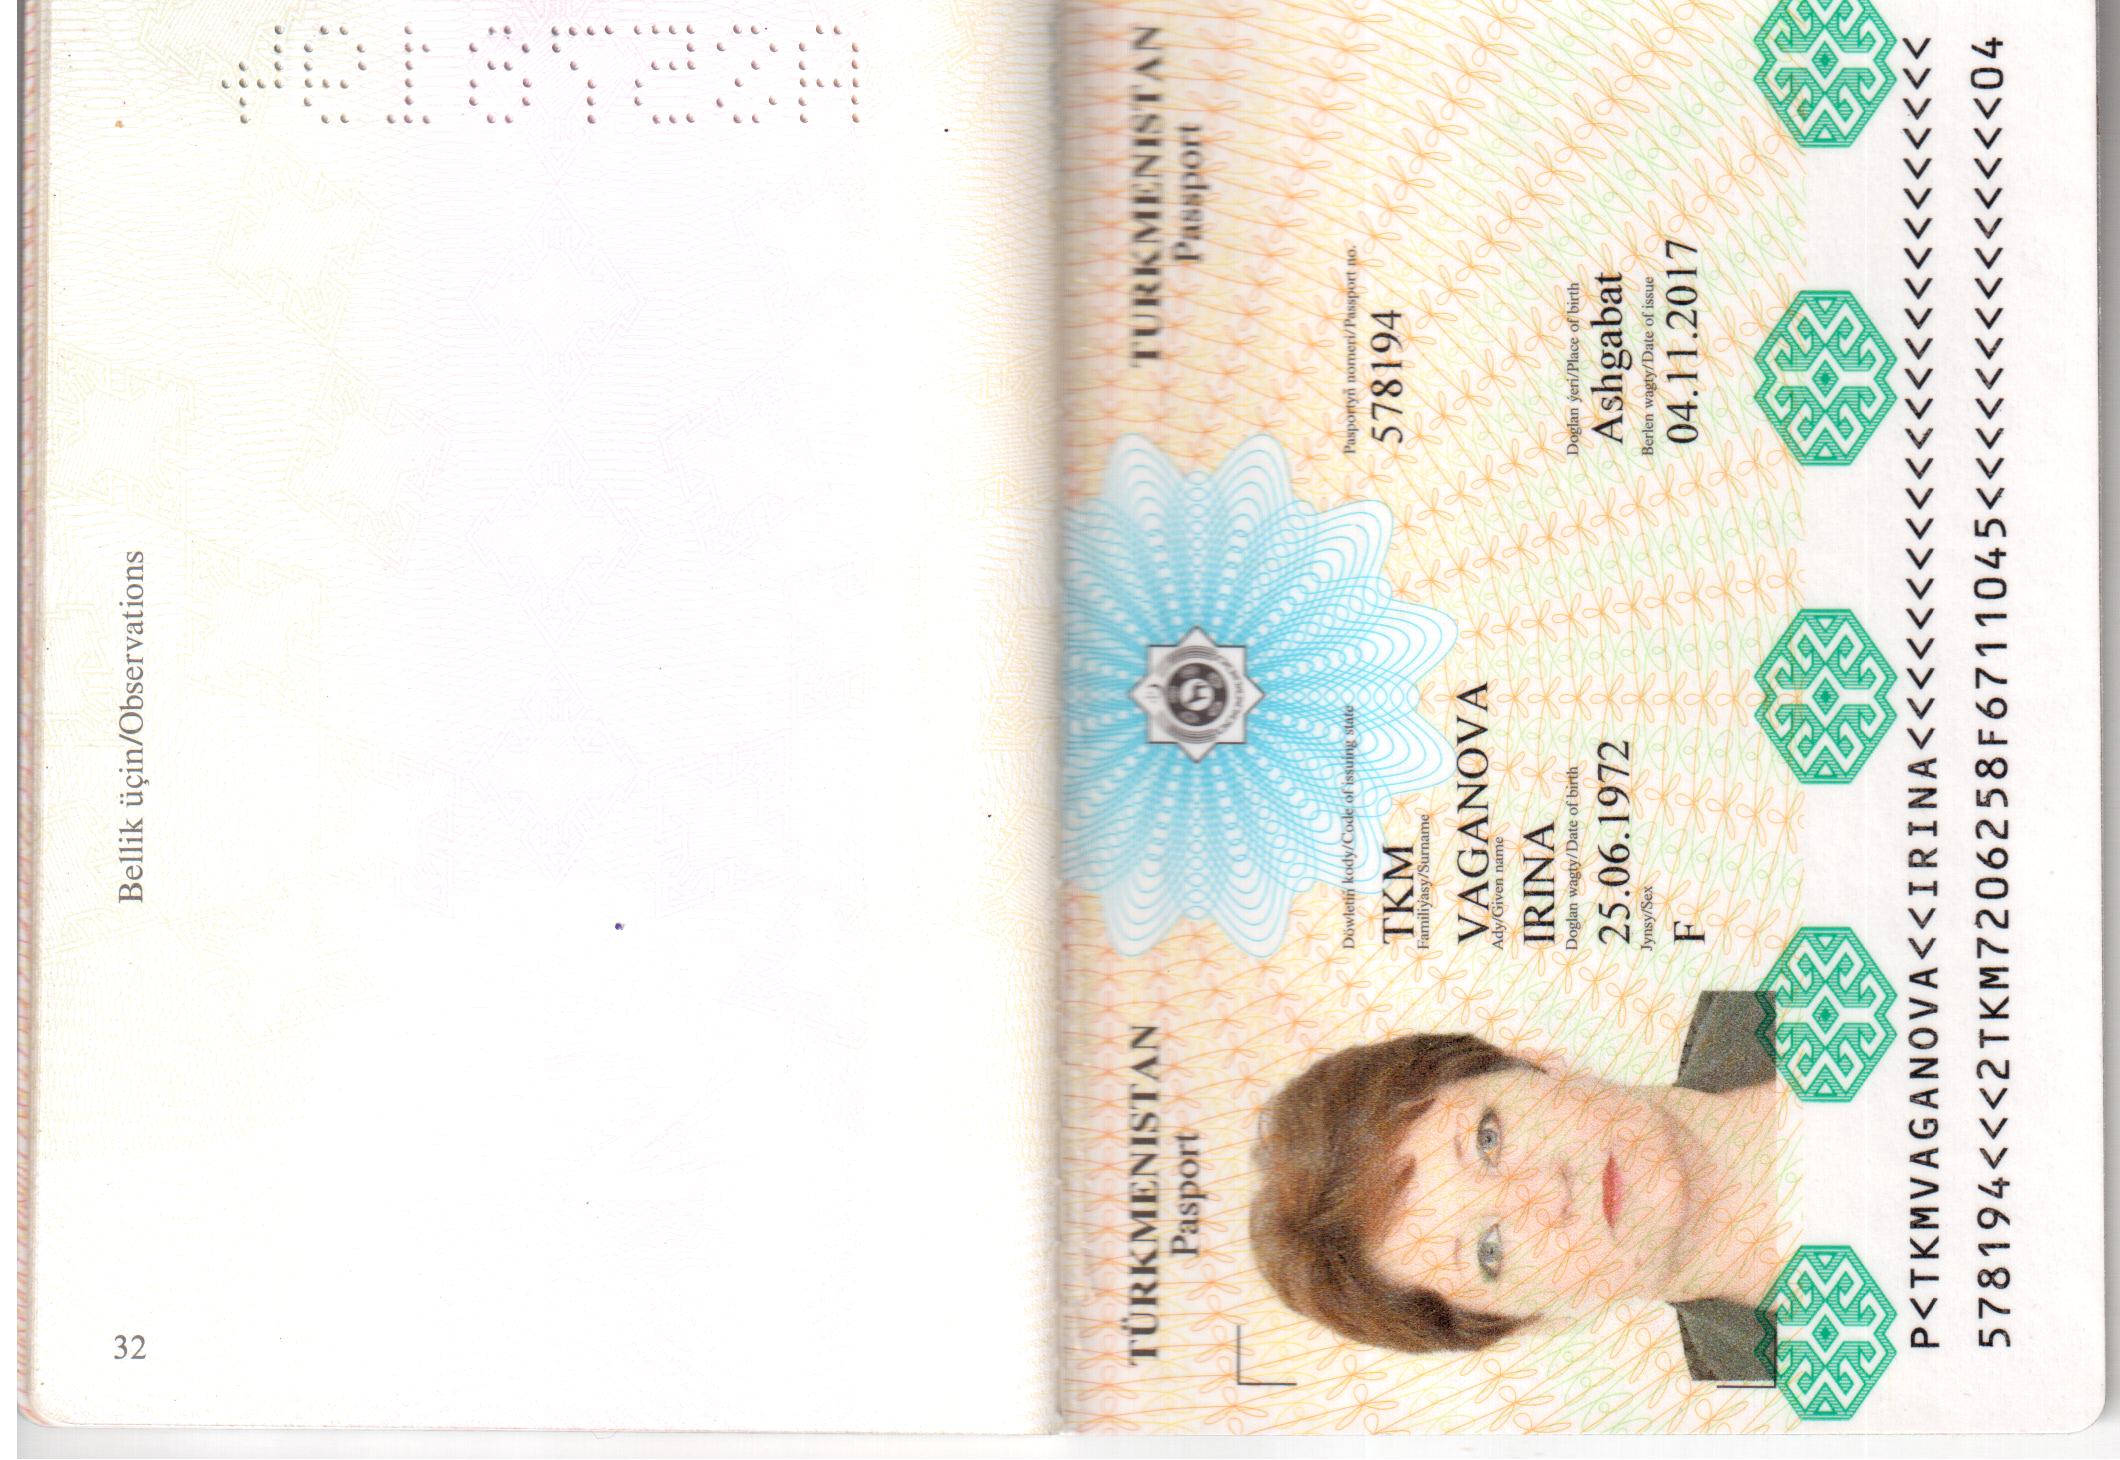 Bellik üçin/Observations
32
TÜRKMENISTAN
Pasport
TURKMENISTAN
Passport
Döwletiň kody/Code of issuing state
Pasportyň nomeri/Passport no.
TKM
578194
Familiýasy/Surname
VAGANOVA
Ady/Given name
IRINA
Doglan wagty/Date of birth
Doglan ýeri/Place of birth
25.06.1972
Ashgabat
Jynsy/Sex
Berlen wagty/Date of issue
F
04.11.2017
P<TKMVAGANOVA<<IRINA<<<<<<<<<<<<<<<<<<<<<<<<
578194<<<2TKM7206258F6711045<<<<<<<<<<<<<<04